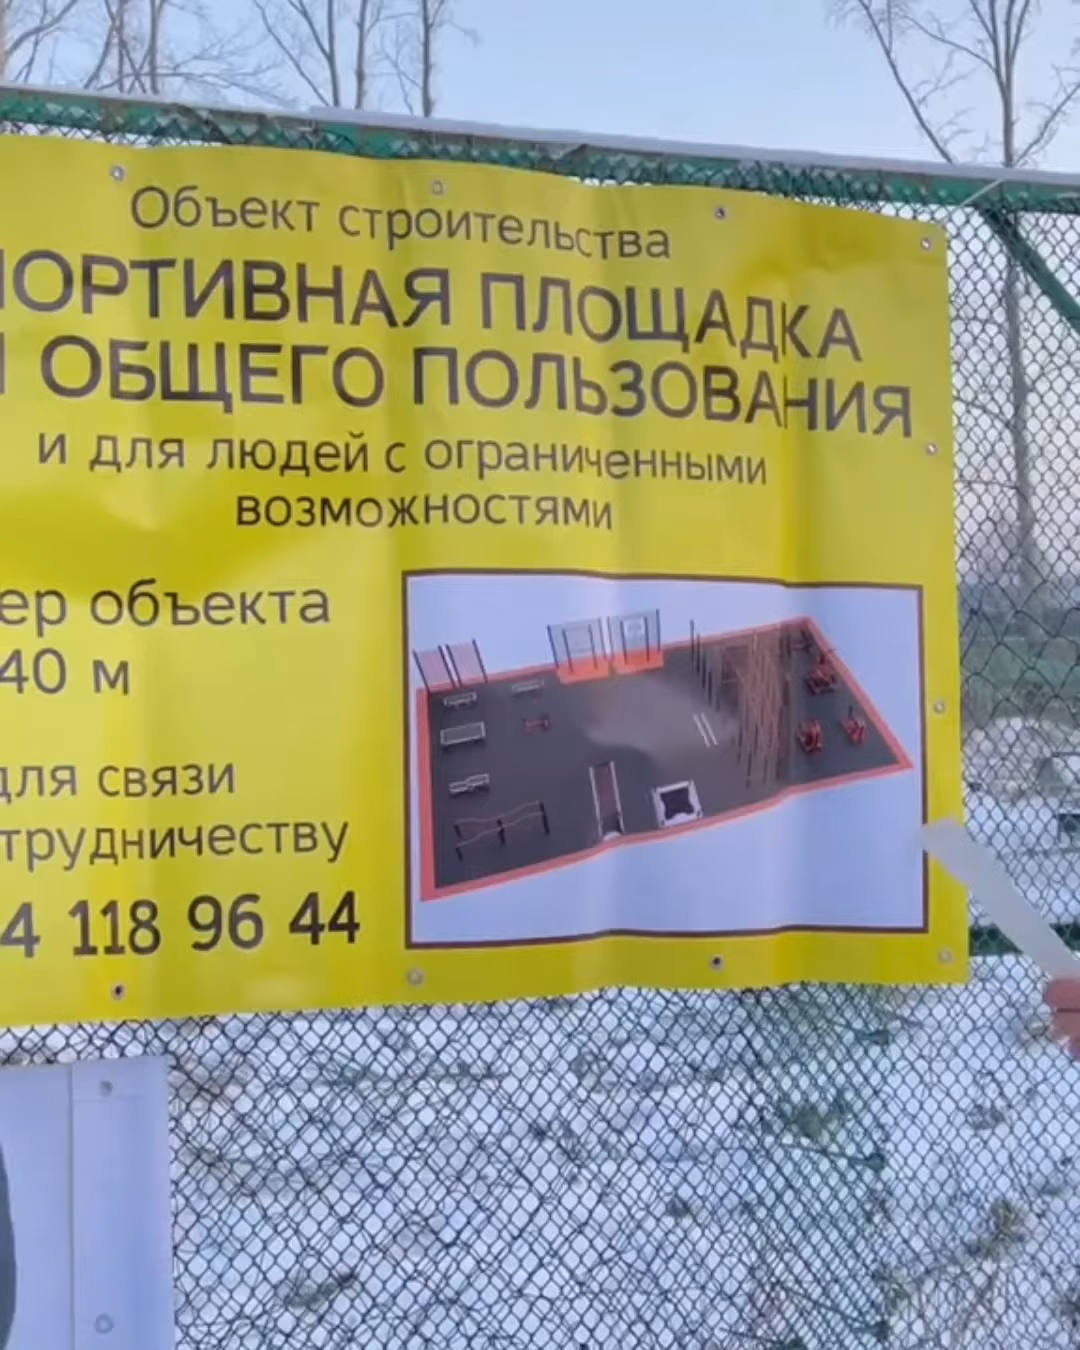 Объект строительства
ПОРТИВНАЯ ПЛОЩАДКА
ОБЩЕГО ПОЛЬЗОВАНИЯ
и для людей с ограниченными
возможностями
ер объекта
40 м
для связи
трудничеству
4 118 96 44